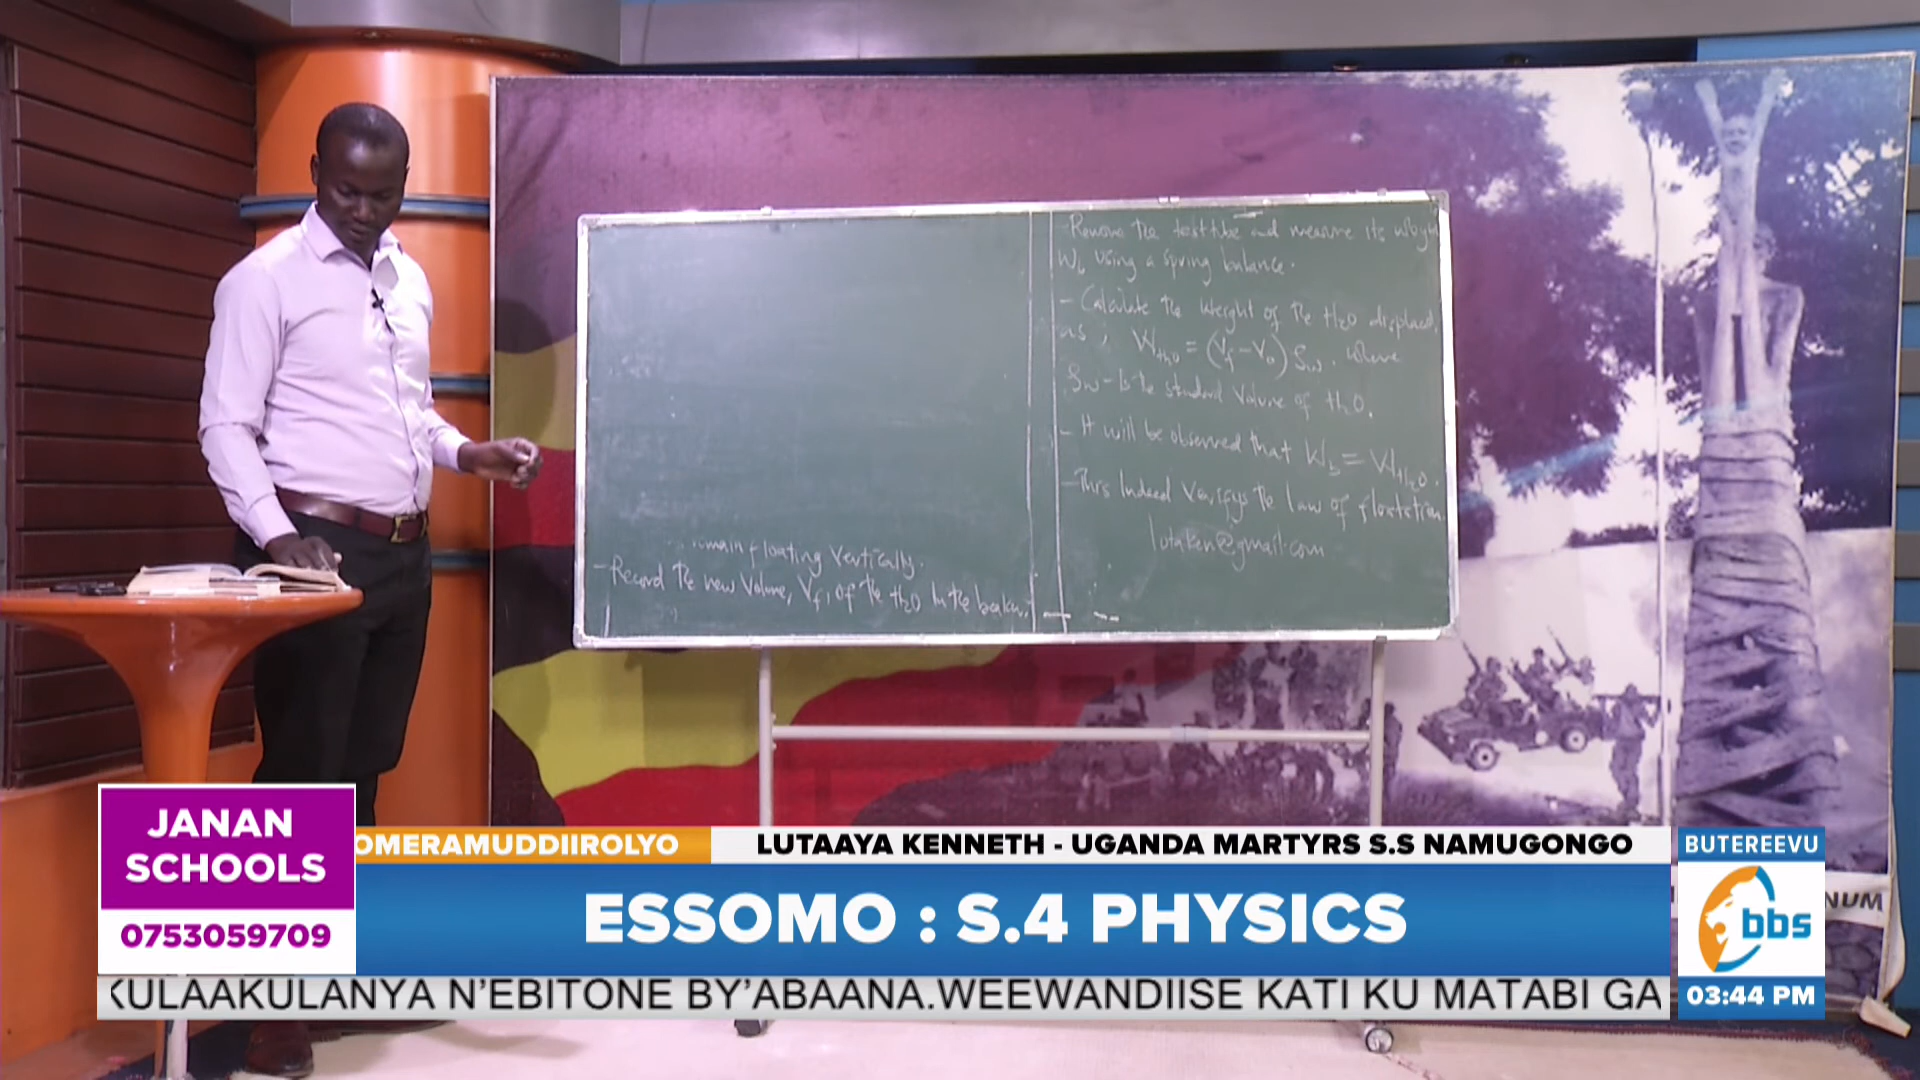 floating vertically.
- Record the new Volume, Vf, of the H2O in the beaker.
- Remove the test tube and measure its weight
Wb using a spring balance.
- Calculate the weight of the H2O displaced,
as; WH2O = (Vf - Vo) Sw. where
Sw - Is the standard Volume of H2O.
- It will be observed that Wb = WH2O.
- This Indeed Verifys the law of floatation.
lutaken@gmail.com
JANAN
SCHOOLS
0753059709
OMERAMUDDIIROLYO
LUTAAYA KENNETH - UGANDA MARTYRS S.S NAMUGONGO
ESSOMO : S.4 PHYSICS
KULAAKULANYA N'EBITONE BY'ABAANA.WEEWANDIISE KATI KU MATABI GA
BUTEREEVU
bbs
03:44 PM
NUM